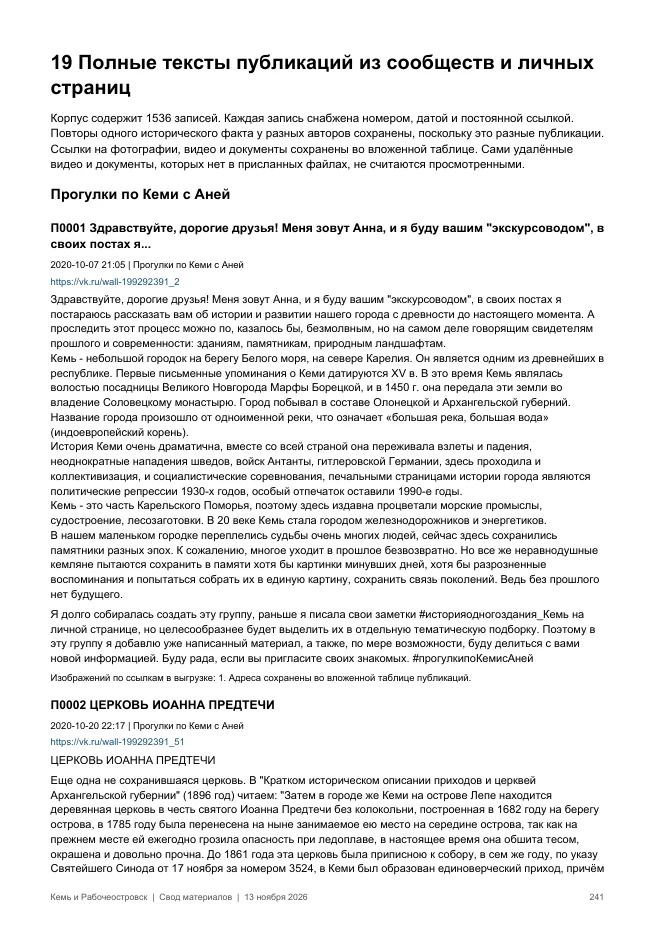 19 Полные тексты публикаций из сообществ и личных
страниц
Корпус содержит 1536 записей. Каждая запись снабжена номером, датой и постоянной ссылкой.
Повторы одного исторического факта у разных авторов сохранены, поскольку это разные публикации.
Ссылки на фотографии, видео и документы сохранены во вложенной таблице. Сами удалённые
видео и документы, которых нет в присланных файлах, не считаются просмотренными.
Прогулки по Кеми с Аней
П0001 Здравствуйте, дорогие друзья! Меня зовут Анна, и я буду вашим "экскурсоводом", в
своих постах я...
2020-10-07 21:05 | Прогулки по Кеми с Аней
https://vk.ru/wall-199292391_2
Здравствуйте, дорогие друзья! Меня зовут Анна, и я буду вашим "экскурсоводом", в своих постах я
постараюсь рассказать вам об истории и развитии нашего города с древности до настоящего момента. А
проследить этот процесс можно по, казалось бы, безмолвным, но на самом деле говорящим свидетелям
прошлого и современности: зданиям, памятникам, природным ландшафтам.
Кемь - небольшой городок на берегу Белого моря, на севере Карелия. Он является одним из древнейших в
республике. Первые письменные упоминания о Кеми датируются XV в. В это время Кемь являлась
волостью посадницы Великого Новгорода Марфы Борецкой, и в 1450 г. она передала эти земли во
владение Соловецкому монастырю. Город побывал в составе Олонецкой и Архангельской губерний.
Название города произошло от одноименной реки, что означает «большая река, большая вода»
(индоевропейский корень).
История Кеми очень драматична, вместе со всей страной она переживала взлеты и падения,
неоднократные нападения шведов, войск Антанты, гитлеровской Германии, здесь проходила и
коллективизация, и социалистические соревнования, печальными страницами истории города являются
политические репрессии 1930-х годов, особый отпечаток оставили 1990-е годы.
Кемь - это часть Карельского Поморья, поэтому здесь издавна процветали морские промыслы,
судостроение, лесозаготовки. В 20 веке Кемь стала городом железнодорожников и энергетиков.
В нашем маленьком городке переплелись судьбы очень многих людей, сейчас здесь сохранились
памятники разных эпох. К сожалению, многое уходит в прошлое безвозвратно. Но все же неравнодушные
кемляне пытаются сохранить в памяти хотя бы картинки минувших дней, хотя бы разрозненные
воспоминания и попытаться собрать их в единую картину, сохранить связь поколений. Ведь без прошлого
нет будущего.
Я долго собиралась создать эту группу, раньше я писала свои заметки #историяодногоздания_Кемь на
личной странице, но целесообразнее будет выделить их в отдельную тематическую подборку. Поэтому в
эту группу я добавлю уже написанный материал, а также, по мере возможности, буду делиться с вами
новой информацией. Буду рада, если вы пригласите своих знакомых. #прогулкипоКемисАней
Изображений по ссылкам в выгрузке: 1. Адреса сохранены во вложенной таблице публикаций.
П0002 ЦЕРКОВЬ ИОАННА ПРЕДТЕЧИ
2020-10-20 22:17 | Прогулки по Кеми с Аней
https://vk.ru/wall-199292391_51
ЦЕРКОВЬ ИОАННА ПРЕДТЕЧИ
Еще одна не сохранившаяся церковь. В "Кратком историческом описании приходов и церквей
Архангельской губернии" (1896 год) читаем: "Затем в городе же Кеми на острове Лепе находится
деревянная церковь в честь святого Иоанна Предтечи без колокольни, построенная в 1682 году на берегу
острова, в 1785 году была перенесена на ныне занимаемое ею место на середине острова, так как на
прежнем месте ей ежегодно грозила опасность при ледоплаве, в настоящее время она обшита тесом,
окрашена и довольно прочна. До 1861 года эта церковь была приписною к собору, в сем же году, по указу
Святейшего Синода от 17 ноября за номером 3524, в Кеми был образован единоверческий приход, причём
Кемь и Рабочеостровск | Свод материалов | 13 ноября 2026
241